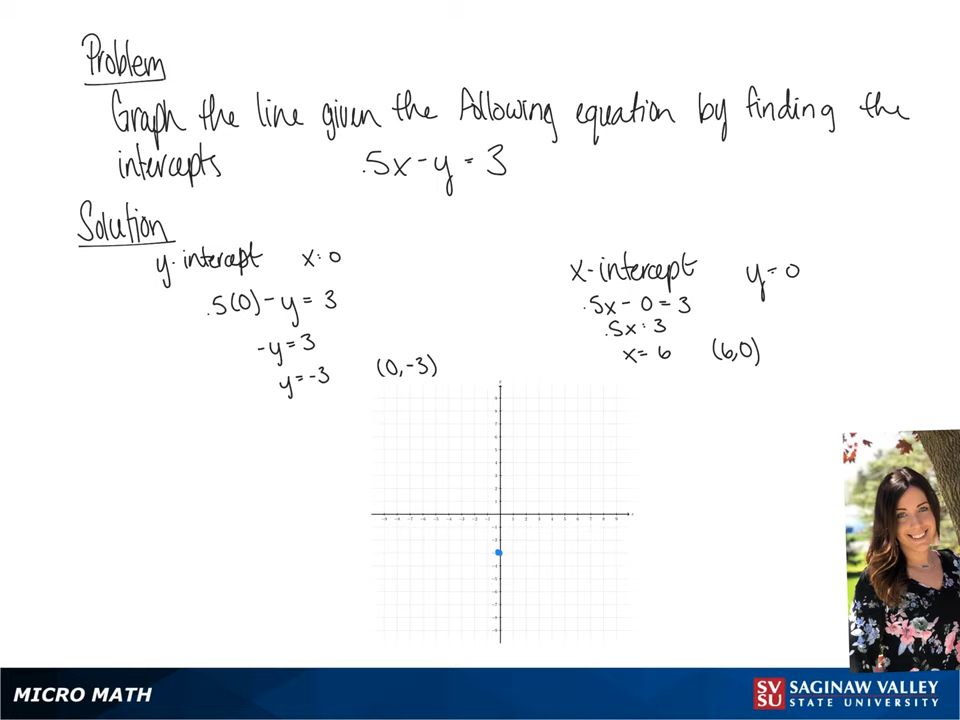 Problem
Graph the line given the following equation by finding the
intercepts .5x - y = 3
Solution
y-intercept x=0
.5(0) - y = 3
-y = 3
y = -3 (0,-3)
x-intercept y=0
.5x - 0 = 3
.5x = 3
x = 6 (6,0)
MICRO MATH
SV
SU
SAGINAW VALLEY
STATE UNIVERSITY